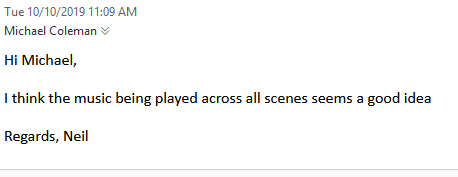 Tue 10/10/2019 11:09 AM
Michael Coleman
Hi Michael,
I think the music being played across all scenes seems a good idea
Regards, Neil